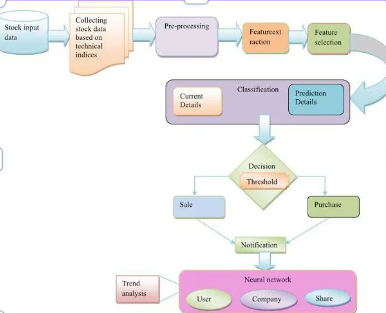 Stock input
data
Collecting
stock data
based on
technical
indices
Pre-processing
Featureext
raction
Feature
selection
Classification
Current
Details
Prediction
Details
Decision
Threshold
Sale
Purchase
Notification
Trend
analysis
Neural network
User
Company
Share